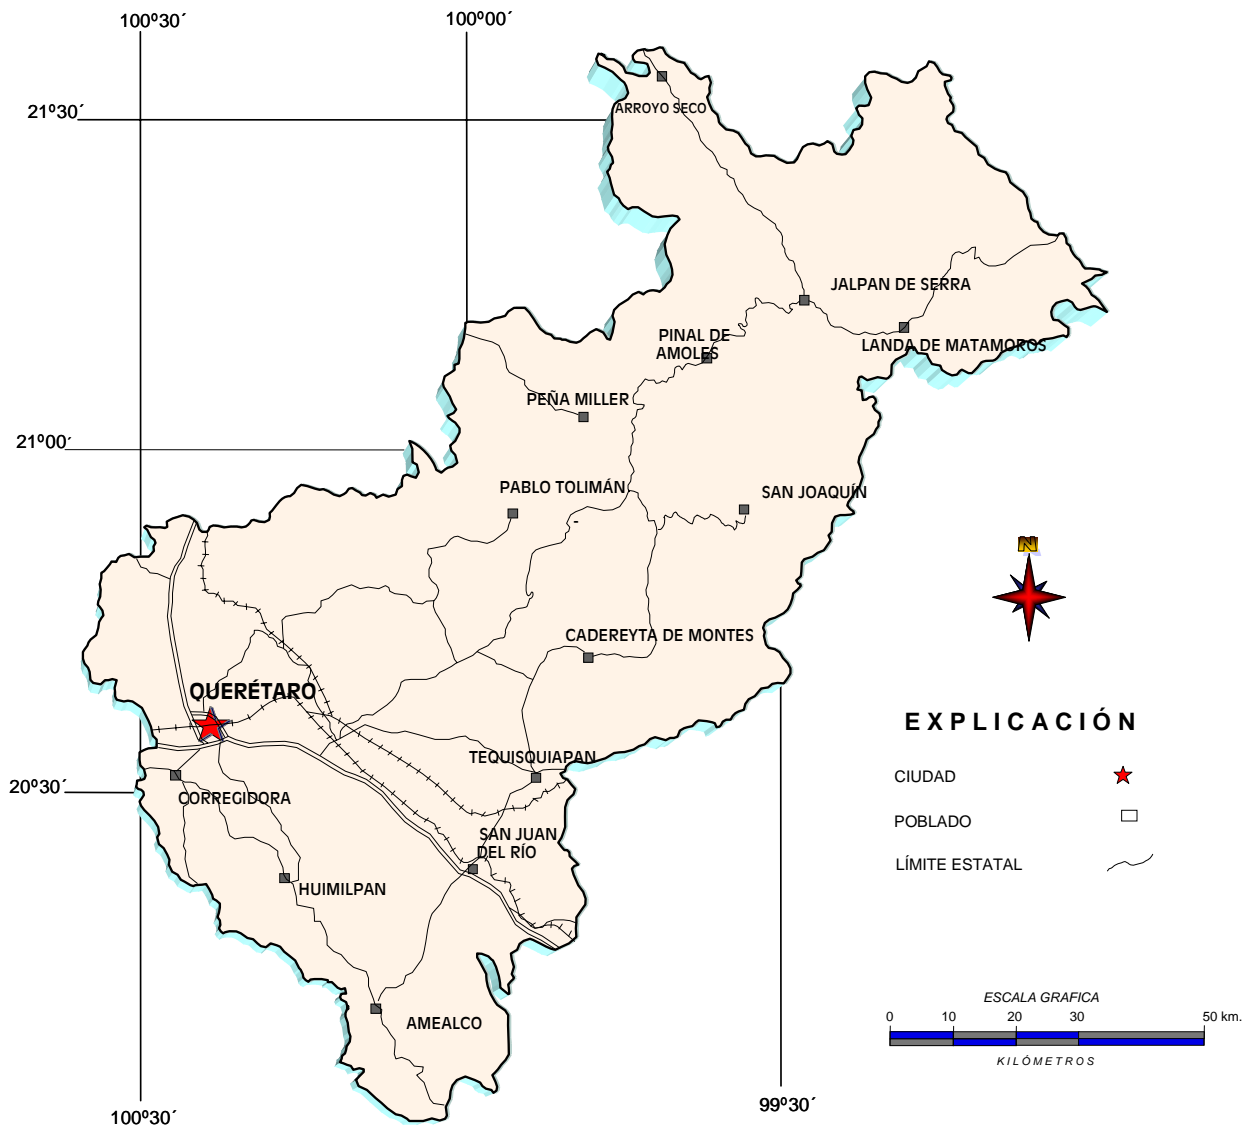 100º30´
100º00´
21º30´
ARROYO SECO
JALPAN DE SERRA
PINAL DE
AMOLES
LANDA DE MATAMOROS
PEÑA MILLER
21º00´
PABLO TOLIMÁN
SAN JOAQUÍN
N
CADEREYTA DE MONTES
QUERÉTARO
EXPLICACIÓN
TEQUISQUIAPAN
CIUDAD
20º30´
CORREGIDORA
POBLADO
SAN JUAN
DEL RÍO
LÍMITE ESTATAL
HUIMILPAN
ESCALA GRAFICA
0 10 20 30 50 km.
KILÓMETROS
AMEALCO
99º30´
100º30´